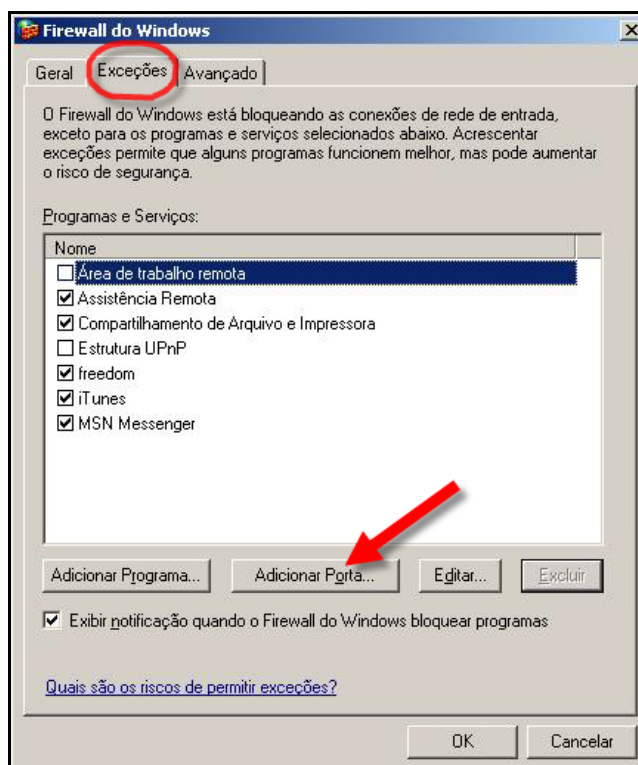 Firewall do Windows
Geral Exceções Avançado
O Firewall do Windows está bloqueando as conexões de rede de entrada,
exceto para os programas e serviços selecionados abaixo. Acrescentar
exceções permite que alguns programas funcionem melhor, mas pode aumentar
o risco de segurança.
Programas e Serviços:
Nome
Área de trabalho remota
Assistência Remota
Compartilhamento de Arquivo e Impressora
Estrutura UPnP
freedom
iTunes
MSN Messenger
Adicionar Programa... Adicionar Porta... Editar... Excluir
Exibir notificação quando o Firewall do Windows bloquear programas
Quais são os riscos de permitir exceções?
OK Cancelar